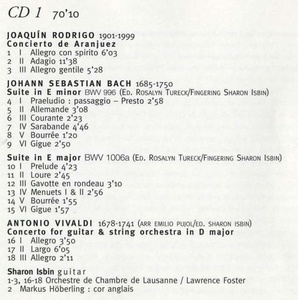 CD 1 70'10
JOAQUÍN RODRIGO 1901-1999
Concierto de Aranjuez
1 I Allegro con spirito 6'03
2 II Adagio 11'38
3 III Allegro gentile 5'28
JOHANN SEBASTIAN BACH 1685-1750
Suite in E minor BWV 996 (ED. ROSALYN TURECK/FINGERING SHARON ISBIN)
4 I Praeludio : passaggio – Presto 2'58
5 II Allemande 3'08
6 III Courante 2'23
7 IV Sarabande 4'46
8 V Bourrée 1'20
9 VI Gigue 2'50
Suite in E major BWV 1006a (ED. ROSALYN TURECK/FINGERING SHARON ISBIN)
10 I Prelude 4'23
11 II Loure 2'45
12 III Gavotte en rondeau 3'10
13 IV Menuets I & II 2'56
14 V Bourrée 1'55
15 VI Gigue 1'57
ANTONIO VIVALDI 1678-1741 (ARR EMILIO PUJOL/ED. SHARON ISBIN)
Concerto for guitar & string orchestra in D major
16 I Allegro 3'50
17 II Largo 6'05
18 III Allegro 2'11
Sharon Isbin guitar
1-3, 16-18 Orchestre de Chambre de Lausanne / Lawrence Foster
2 Markus Höberling : cor anglais